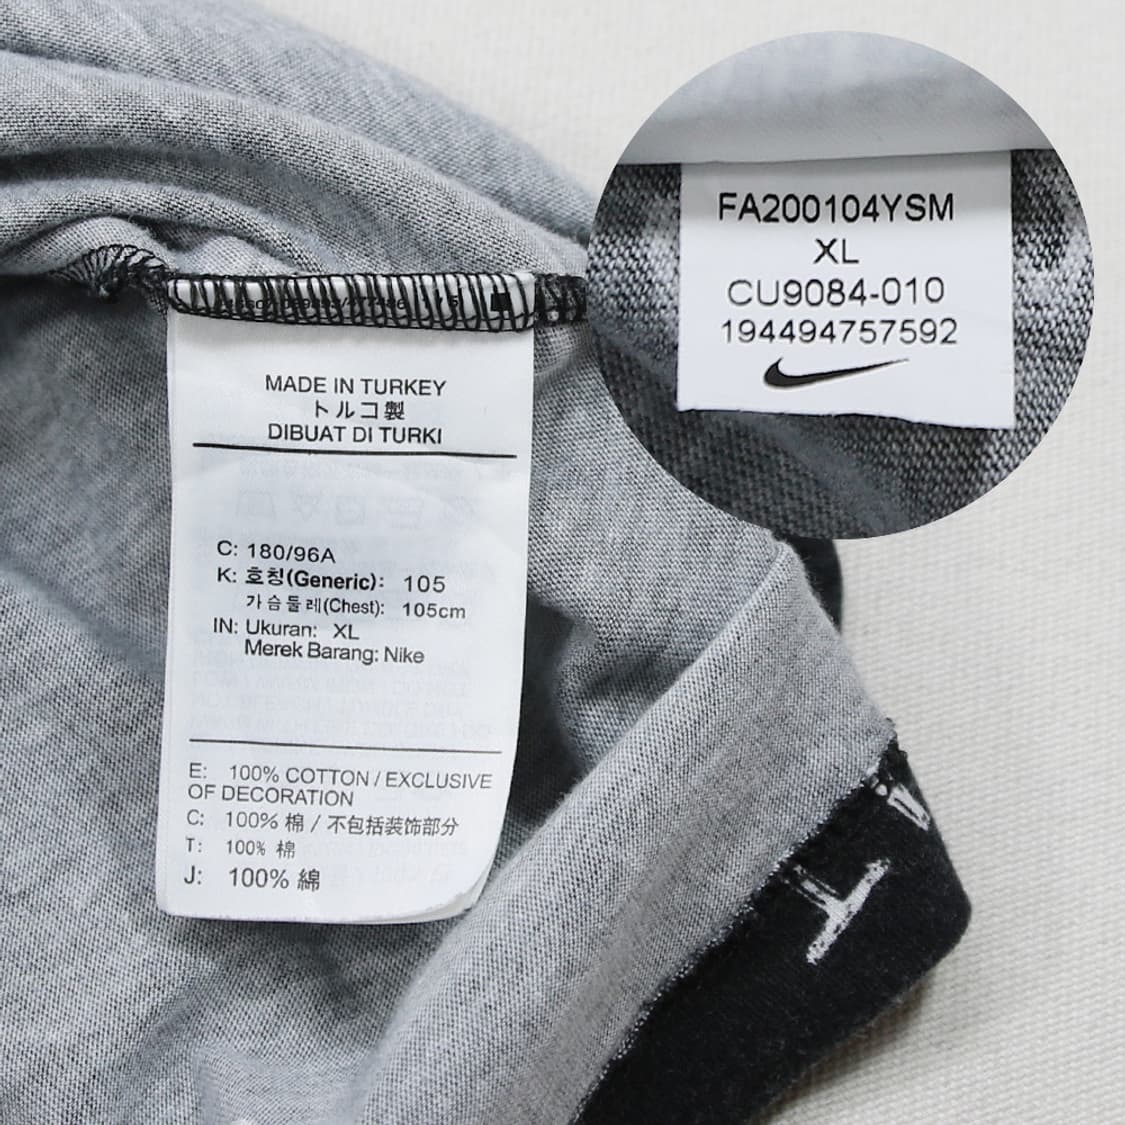 FA200104YSM
XL
CU9084-010
194494757592
MADE IN TURKEY
トルコ製
DIBUAT DI TURKI
C: 180/96A
K: 호칭(Generic): 105
가슴둘레(Chest): 105cm
IN: Ukuran: XL
Merek Barang: Nike
E: 100% COTTON / EXCLUSIVE
OF DECORATION
C: 100% 棉 / 不包括装饰部分
T: 100% 棉
J: 100% 綿